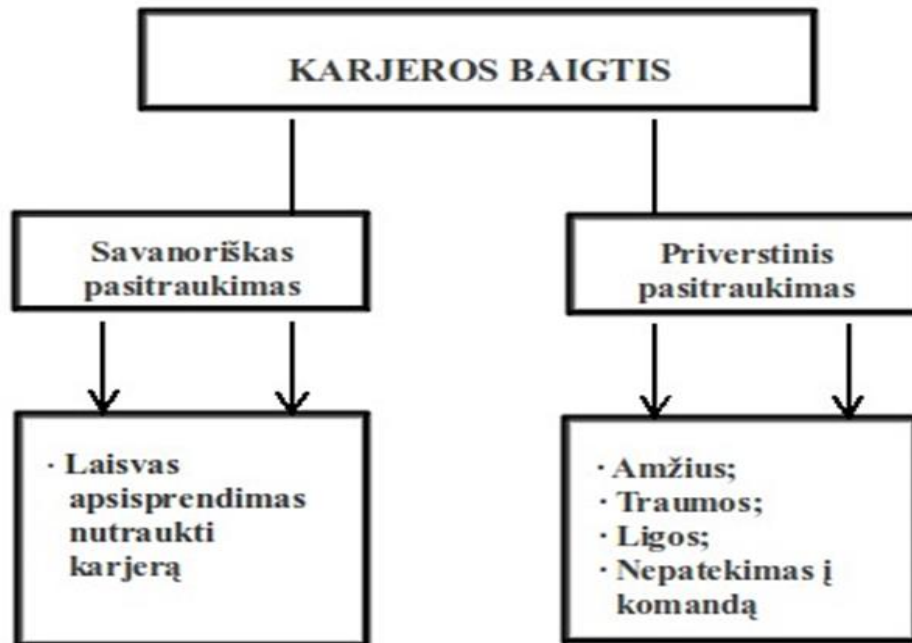 KARJEROS BAIGTIS
Savanoriškas
pasitraukimas
Priverstinis
pasitraukimas
· Laisvas
apsisprendimas
nutraukti
karjerą
· Amžius;
· Traumos;
· Ligos;
· Nepatekimas į
komandą